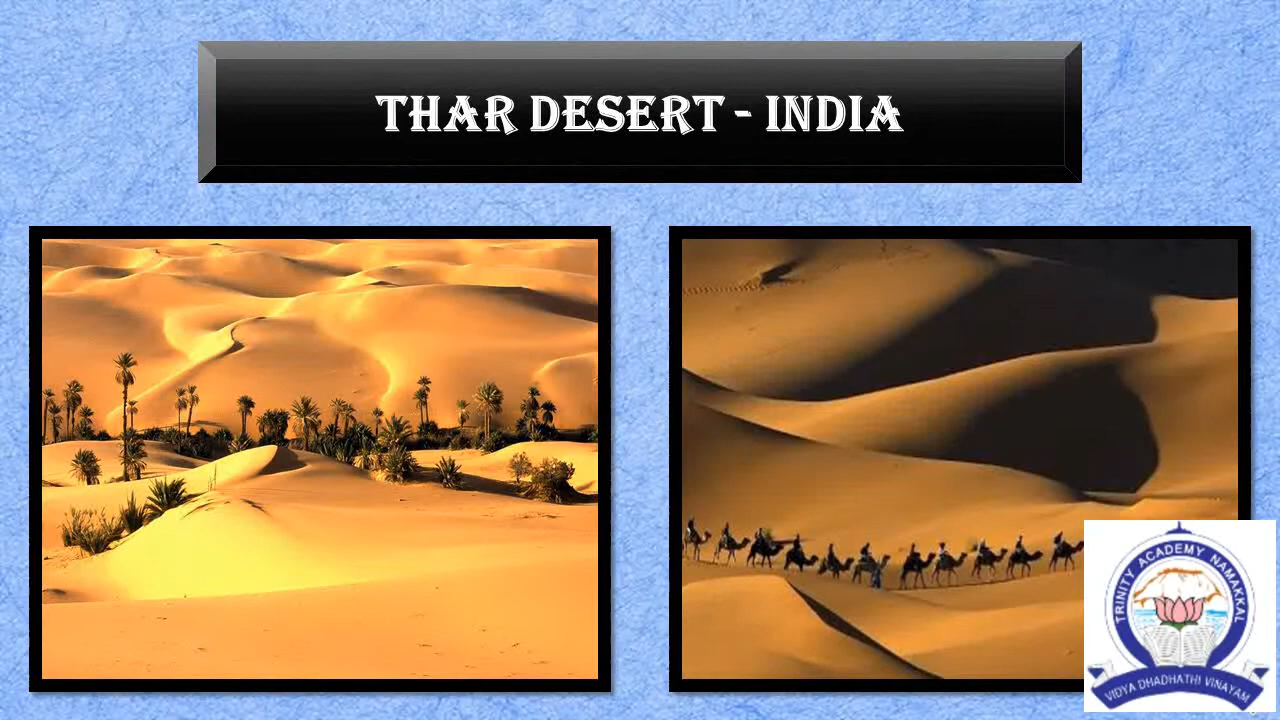 THAR DESERT - INDIA
TRINITY ACADEMY NAMAKKAL
VIDYA DHADHATHI VINAYAM